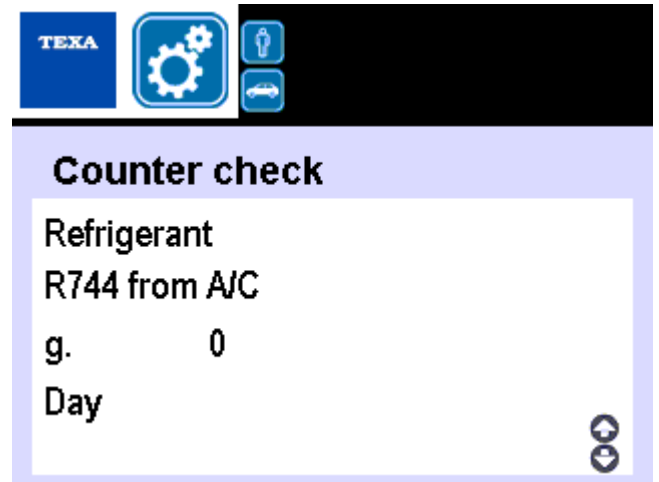 TEXA
Counter check
Refrigerant
R744 from A/C
g. 0
Day